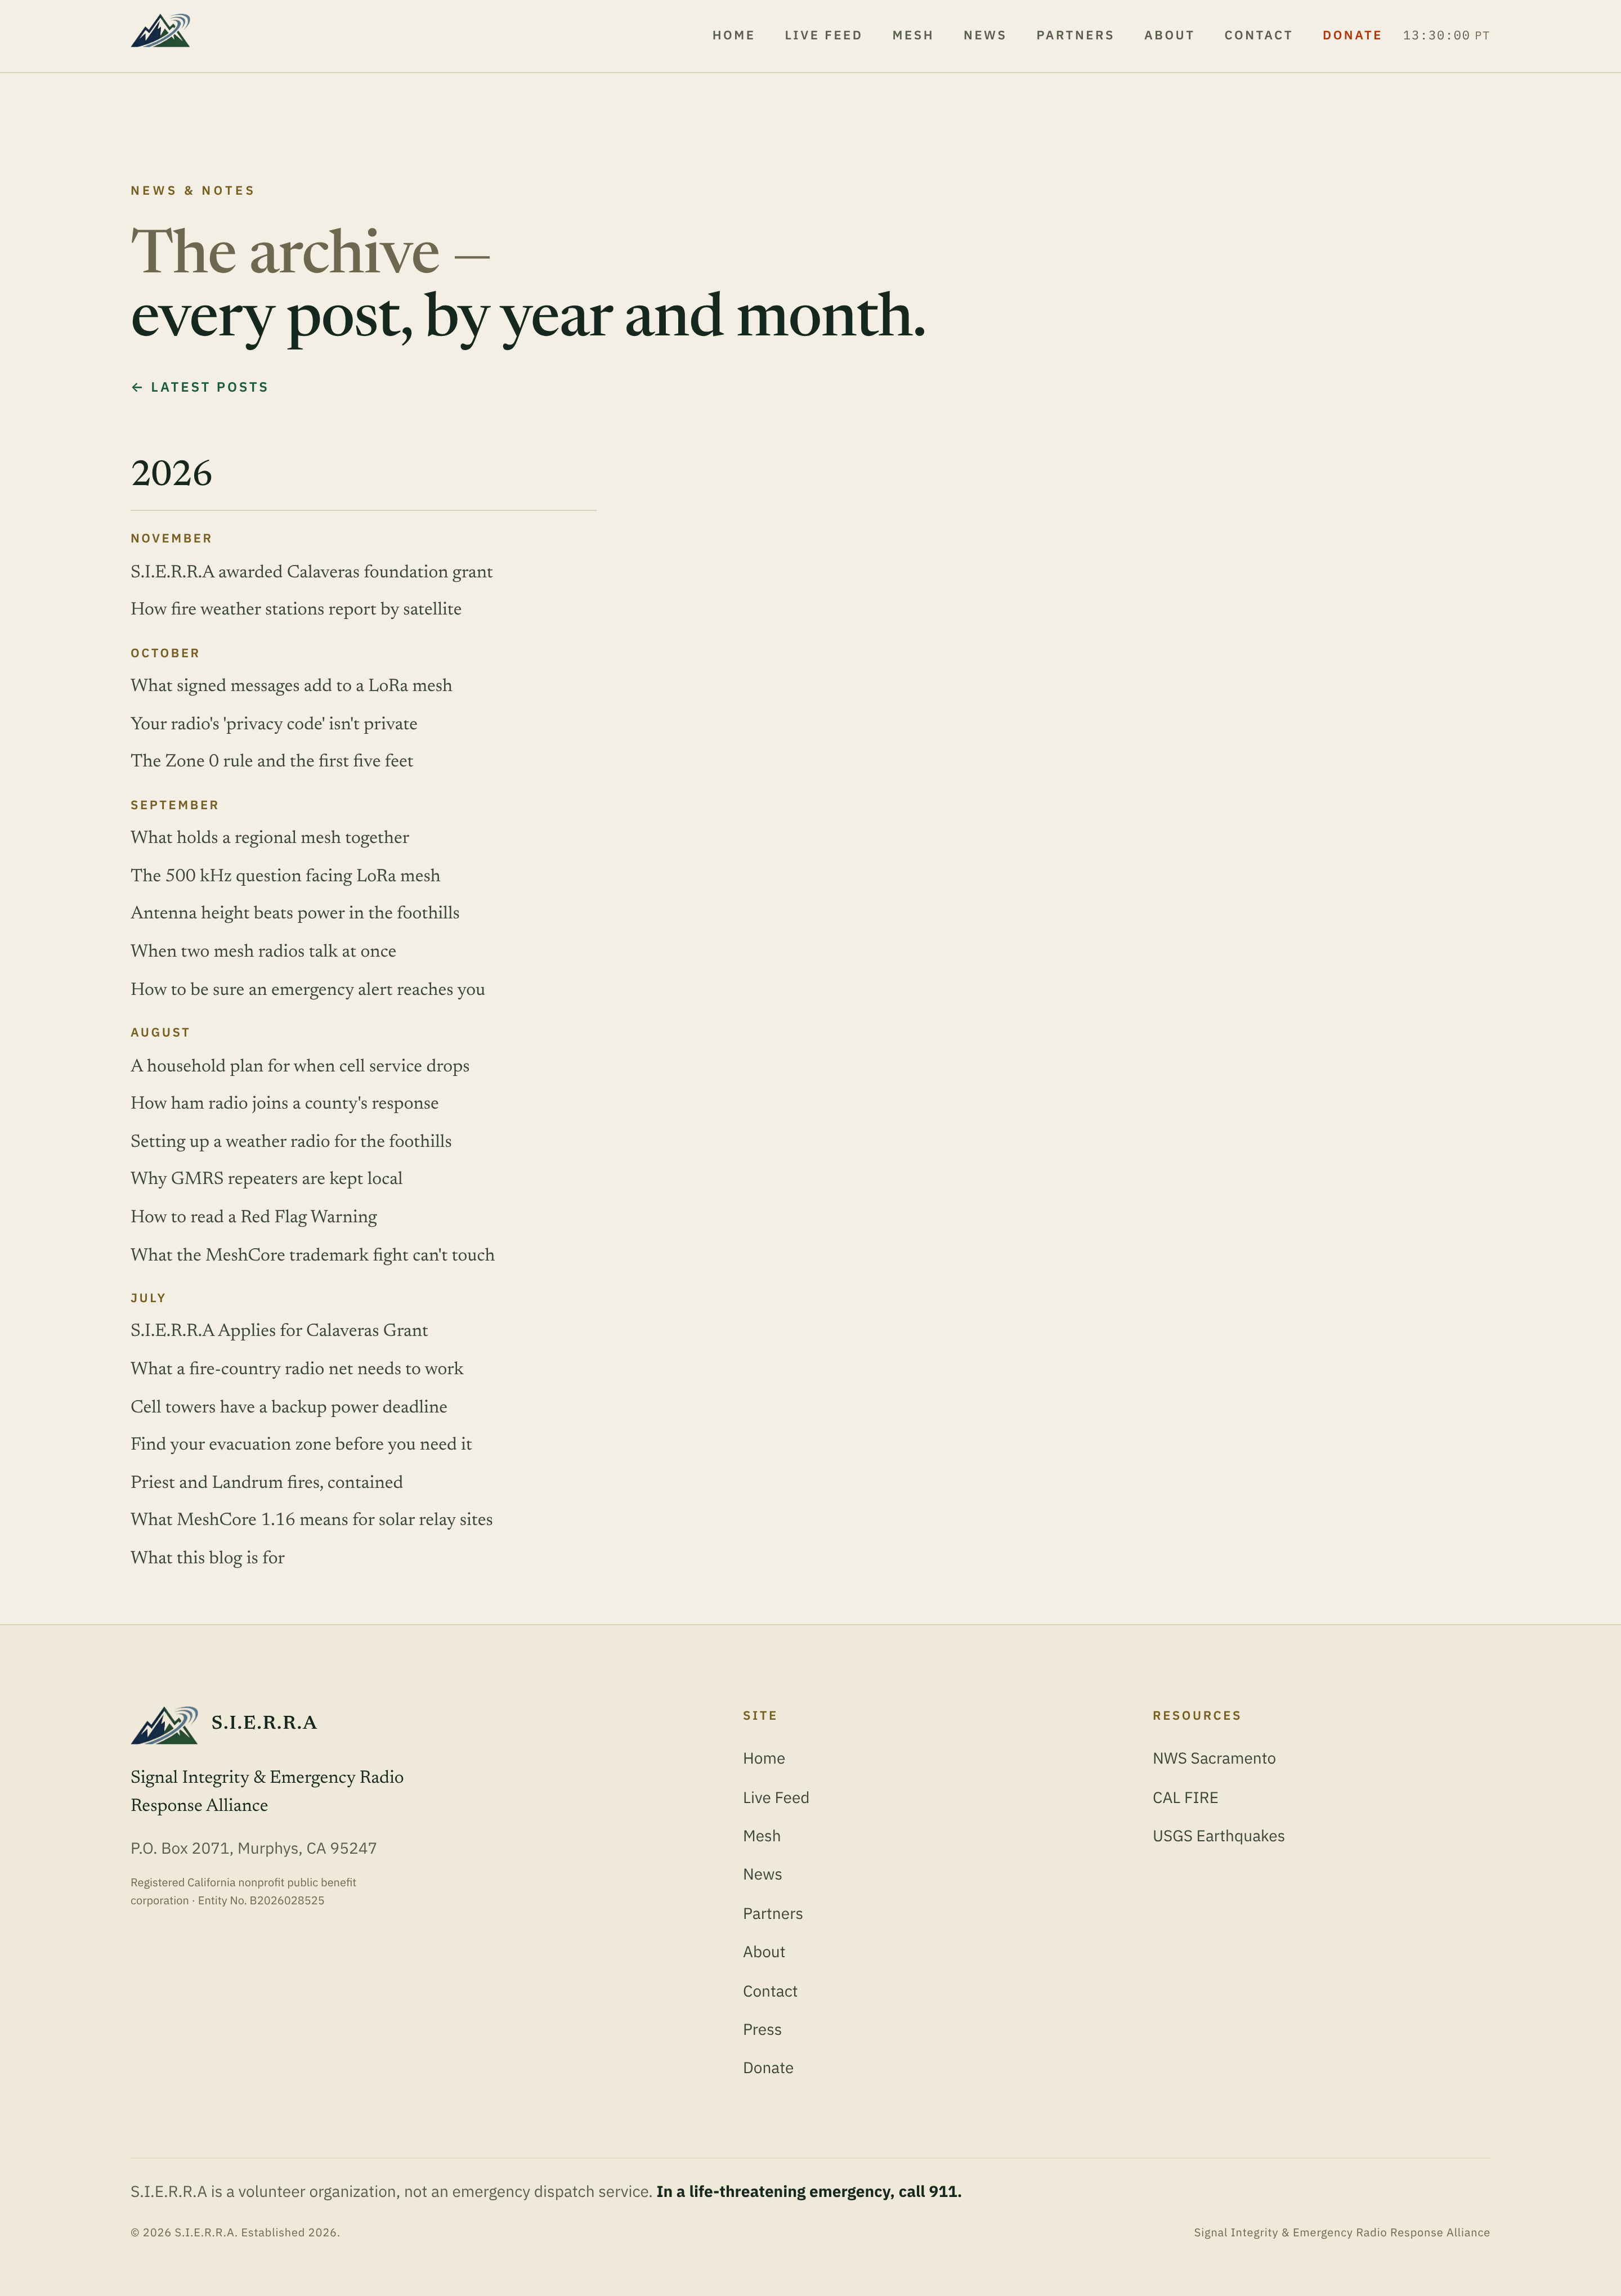 HOME LIVE FEED MESH NEWS PARTNERS ABOUT CONTACT DONATE 13:30:00 PT
NEWS & NOTES
The archive —
every post, by year and month.
← LATEST POSTS
2026
NOVEMBER
S.I.E.R.R.A awarded Calaveras foundation grant
How fire weather stations report by satellite
OCTOBER
What signed messages add to a LoRa mesh
Your radio's 'privacy code' isn't private
The Zone 0 rule and the first five feet
SEPTEMBER
What holds a regional mesh together
The 500 kHz question facing LoRa mesh
Antenna height beats power in the foothills
When two mesh radios talk at once
How to be sure an emergency alert reaches you
AUGUST
A household plan for when cell service drops
How ham radio joins a county's response
Setting up a weather radio for the foothills
Why GMRS repeaters are kept local
How to read a Red Flag Warning
What the MeshCore trademark fight can't touch
JULY
S.I.E.R.R.A Applies for Calaveras Grant
What a fire-country radio net needs to work
Cell towers have a backup power deadline
Find your evacuation zone before you need it
Priest and Landrum fires, contained
What MeshCore 1.16 means for solar relay sites
What this blog is for
S.I.E.R.R.A
Signal Integrity & Emergency Radio
Response Alliance
P.O. Box 2071, Murphys, CA 95247
Registered California nonprofit public benefit
corporation · Entity No. B2026028525
SITE
Home
Live Feed
Mesh
News
Partners
About
Contact
Press
Donate
RESOURCES
NWS Sacramento
CAL FIRE
USGS Earthquakes
S.I.E.R.R.A is a volunteer organization, not an emergency dispatch service. In a life-threatening emergency, call 911.
© 2026 S.I.E.R.R.A. Established 2026.
Signal Integrity & Emergency Radio Response Alliance